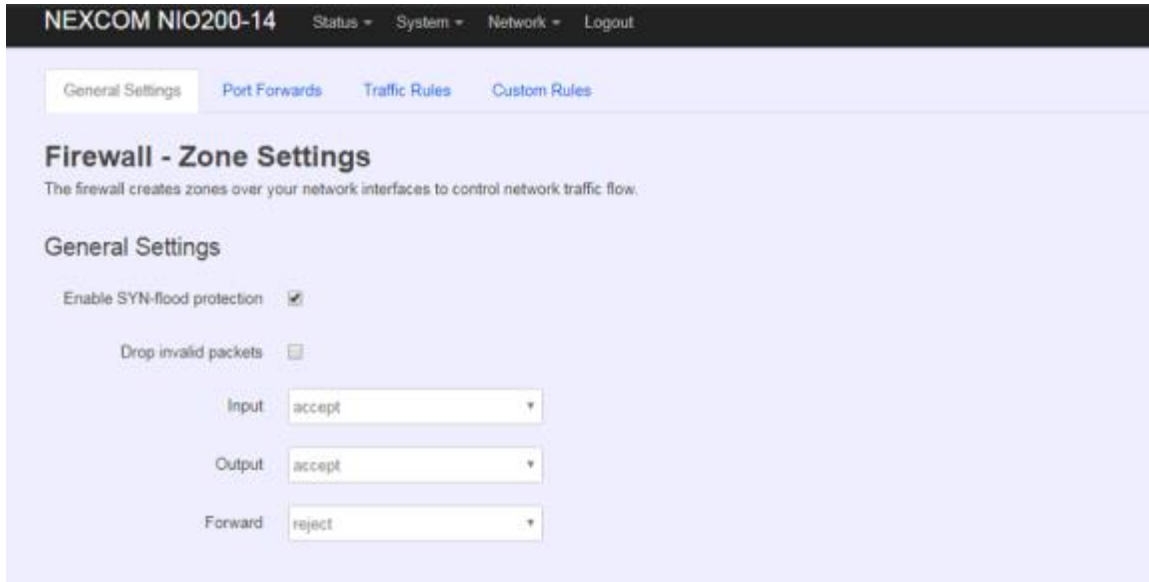 NEXCOM NIO200-14 Status System Network Logout
General Settings Port Forwards Traffic Rules Custom Rules
Firewall - Zone Settings
The firewall creates zones over your network interfaces to control network traffic flow.
General Settings
Enable SYN-flood protection
Drop invalid packets
Input accept
Output accept
Forward reject